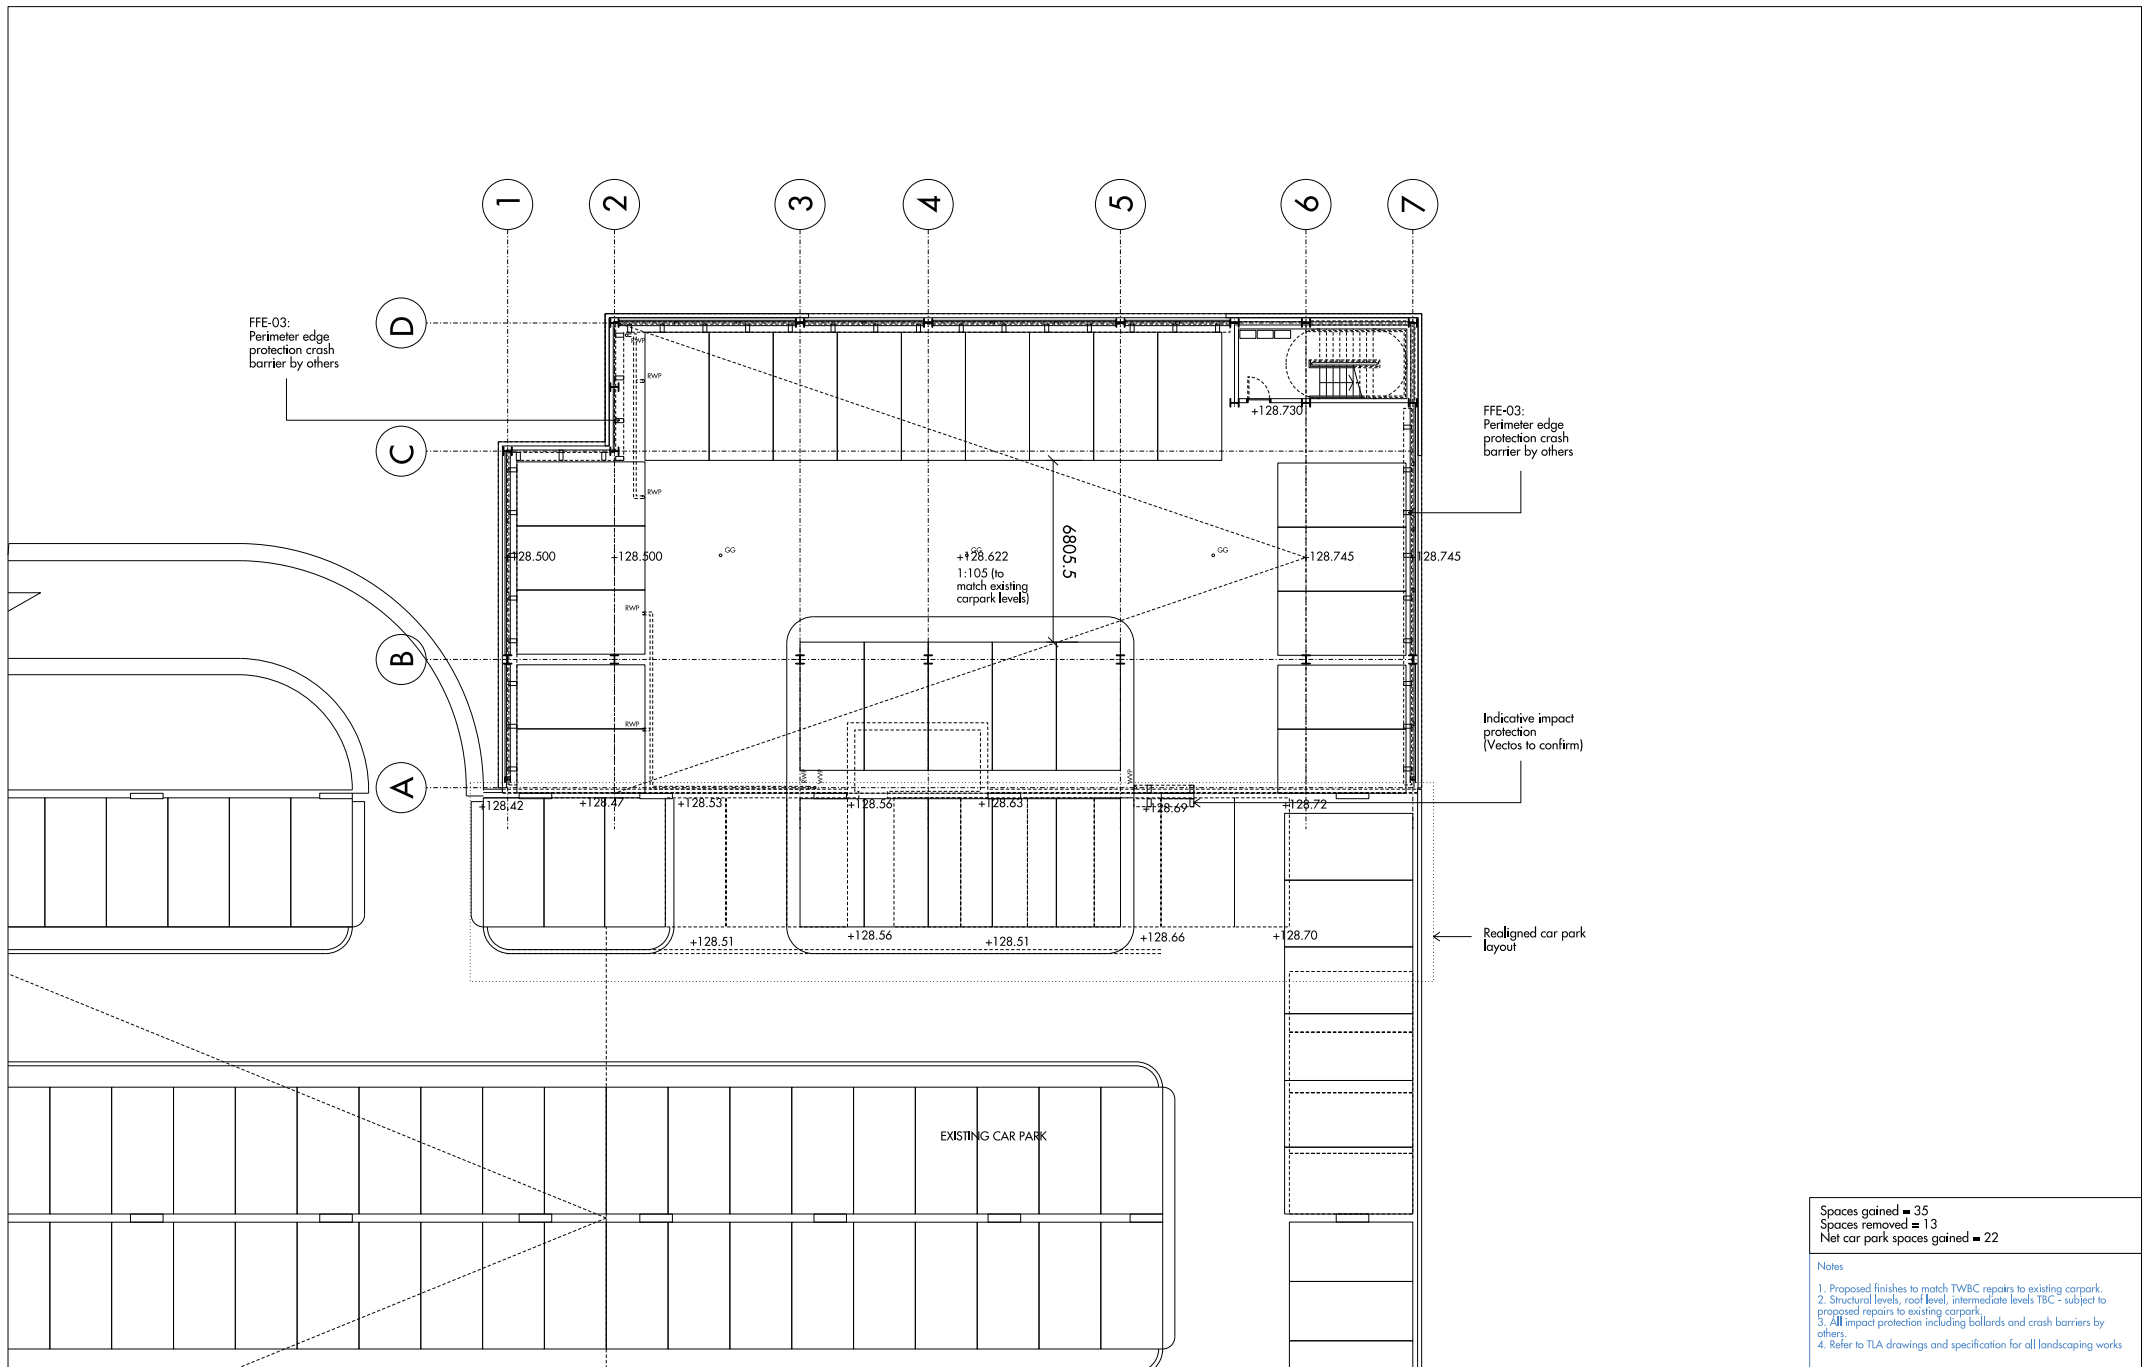 1
2
3
4
5
6
7
D
C
B
A
FFE-03:
Perimeter edge
protection crash
barrier by others
RWP
RWP
+128.730
FFE-03:
Perimeter edge
protection crash
barrier by others
RWP
+128.500
+128.500
GG
GG
+128.622
1:105 (to
match existing
carpark levels)
6805.5
GG
+128.745
+128.745
RWP
RWP
Indicative impact
protection
(Vectos to confirm)
RWP
WVP
WVP
+128.42
+128.47
+128.53
+128.56
+128.63
+128.69
+128.72
+128.51
+128.56
+128.51
+128.66
+128.70
Realigned car park
layout
EXISTING CAR PARK
Spaces gained = 35
Spaces removed = 13
Net car park spaces gained = 22
Notes
1. Proposed finishes to match TWBC repairs to existing carpark.
2. Structural levels, roof level, intermediate levels TBC - subject to
proposed repairs to existing carpark.
3. All impact protection including bollards and crash barriers by
others.
4. Refer to TLA drawings and specification for all landscaping works